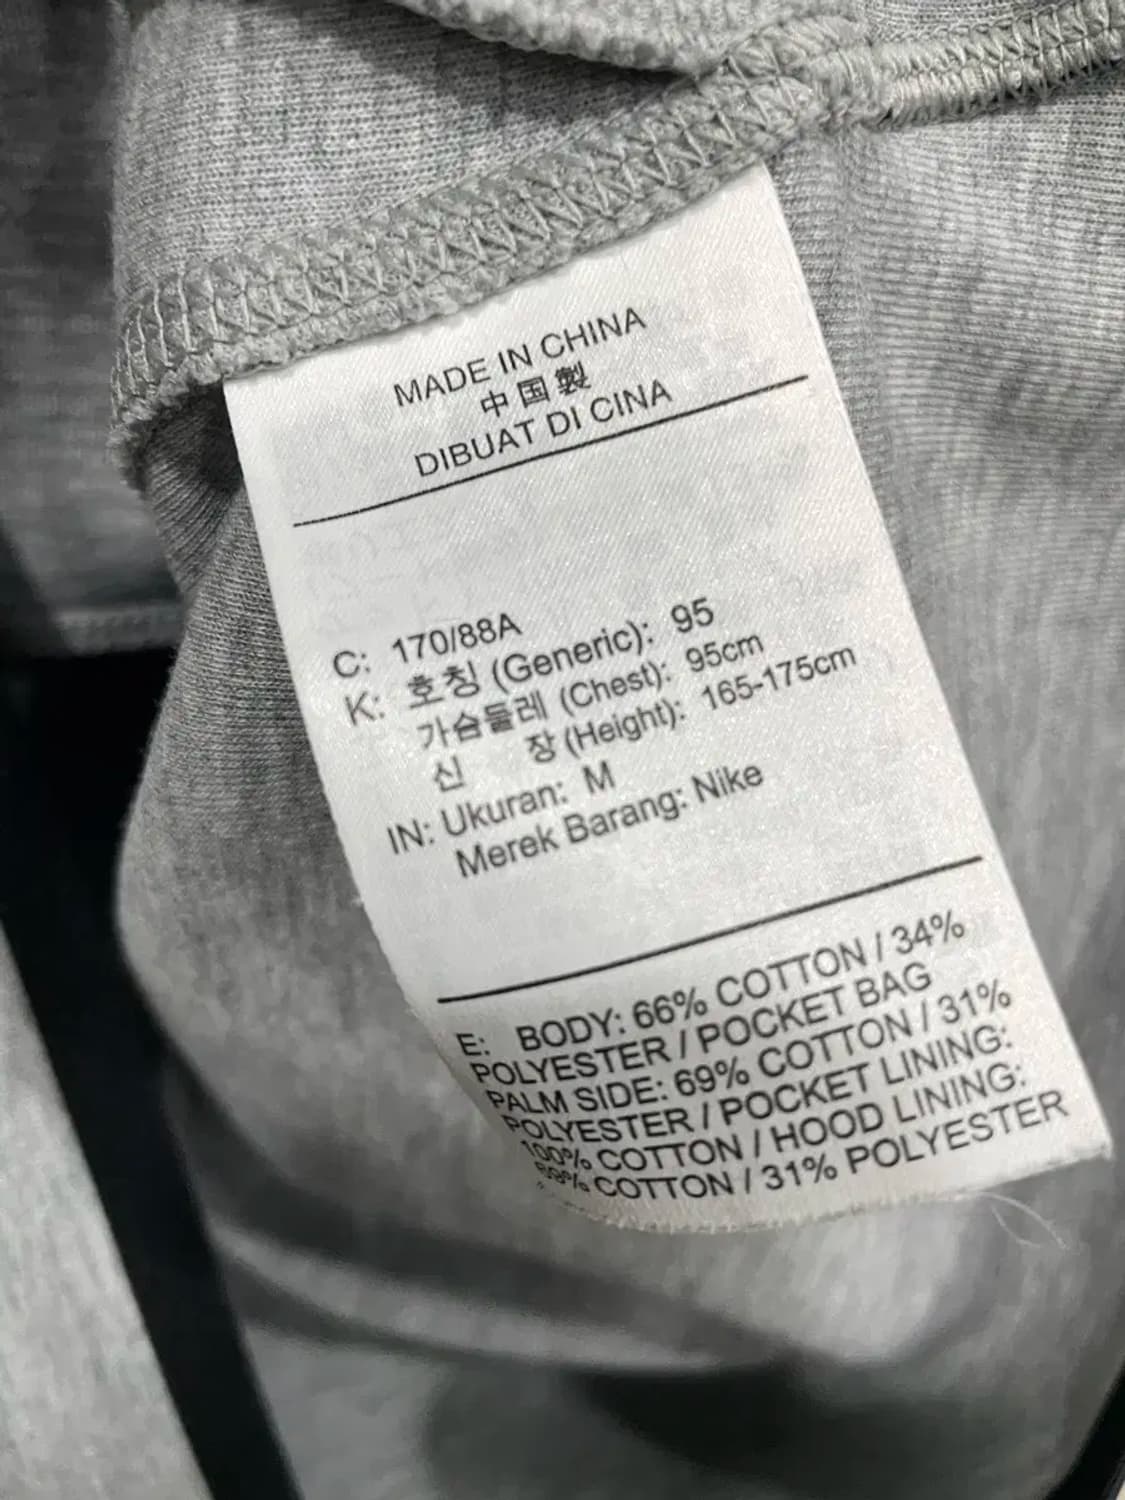 MADE IN CHINA
中国製
DIBUAT DI CINA
C: 170/88A
K: 호칭 (Generic): 95
가슴둘레 (Chest): 95cm
신 장 (Height): 165-175cm
IN: Ukuran: M
Merek Barang: Nike
E: BODY: 66% COTTON / 34%
POLYESTER / POCKET BAG
PALM SIDE: 69% COTTON / 31%
POLYESTER / POCKET LINING:
100% COTTON / HOOD LINING:
69% COTTON / 31% POLYESTER